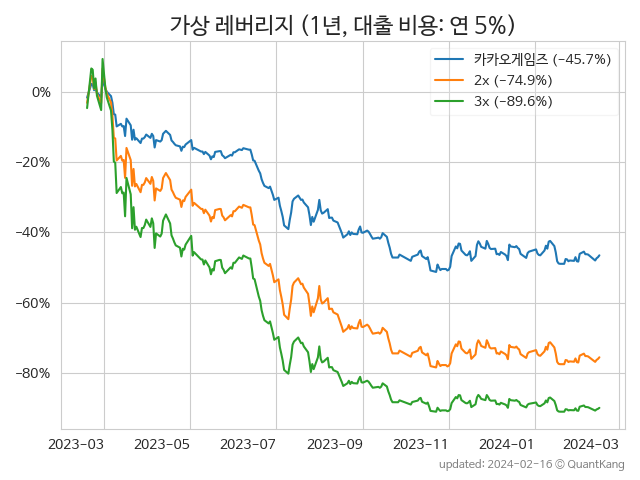 가상 레버리지 (1년, 대출 비용: 연 5%)
카카오게임즈 (−45.7%)
2x (−74.9%)
3x (−89.6%)
0%
−20%
−40%
−60%
−80%
2023−03 2023−05 2023−07 2023−09 2023−11 2024−01 2024−03
updated: 2024−02−16 © QuantKang